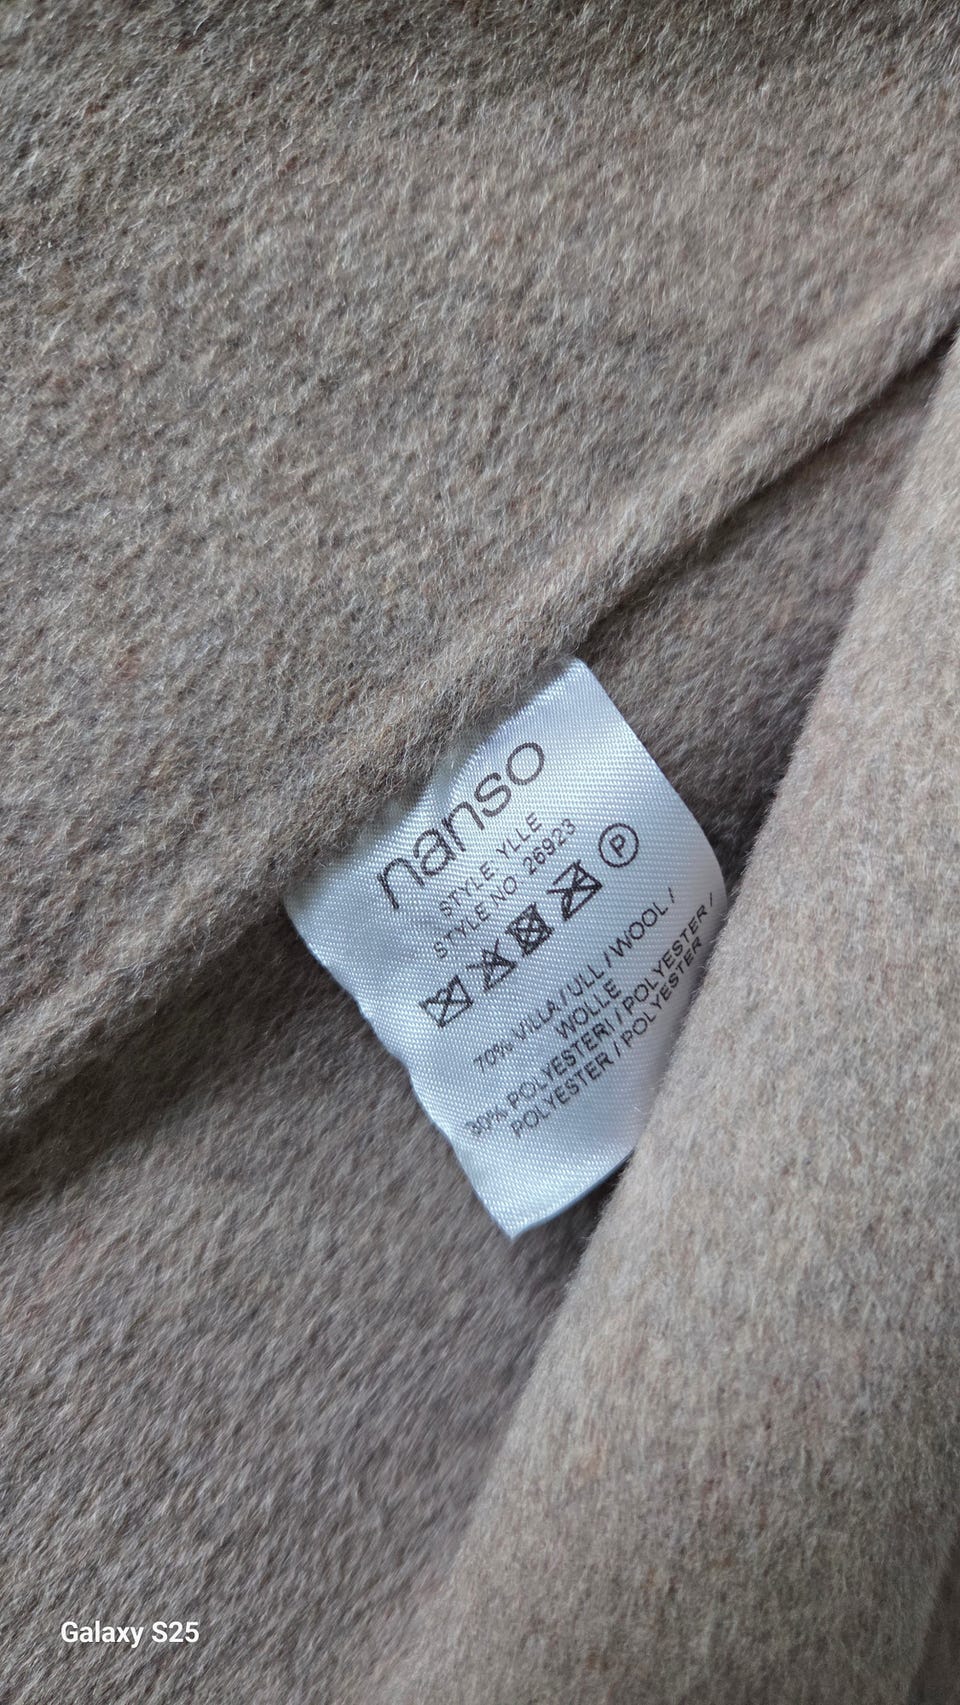 nanso
STYLE YLLE
STYLE NO. 26923
P
70% VILLA / ULL / WOOL /
WOLLE
30% POLYESTERI / POLYESTER /
POLYESTER / POLYESTER
Galaxy S25